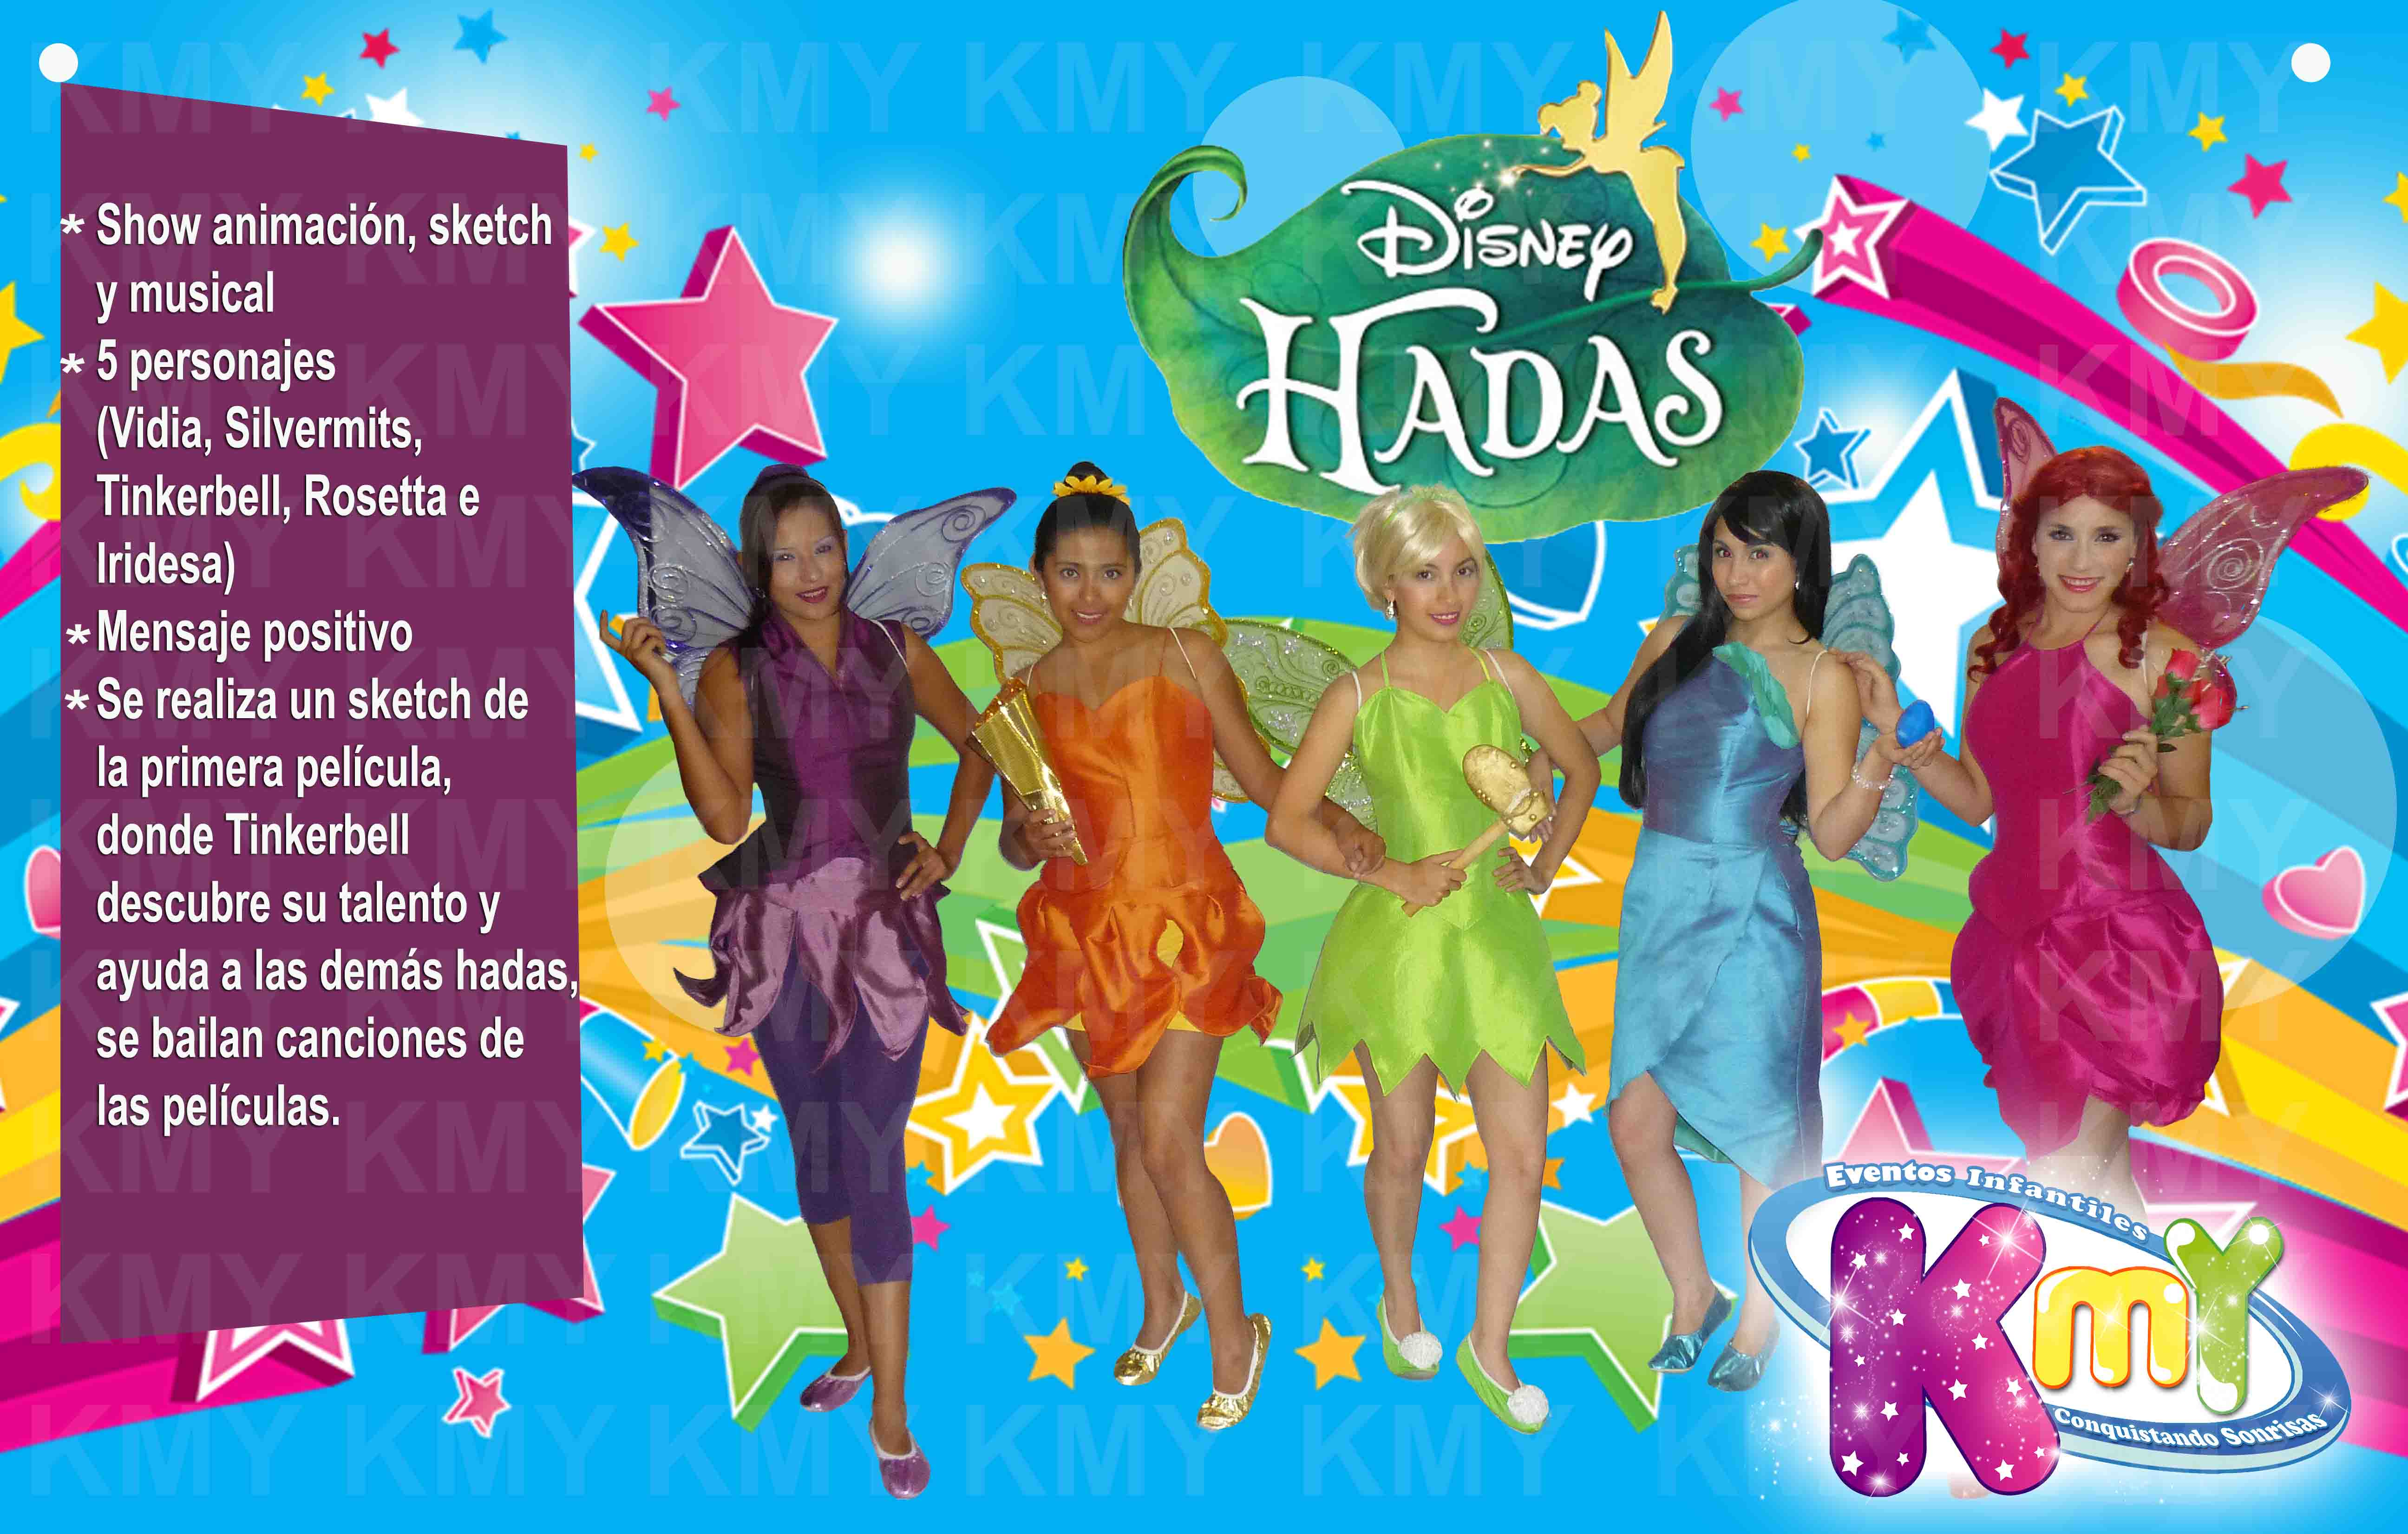 * Show animación, sketch
y musical
* 5 personajes
(Vidia, Silvermits,
Tinkerbell, Rosetta e
Iridesa)
* Mensaje positivo
* Se realiza un sketch de
la primera película,
donde Tinkerbell
descubre su talento y
ayuda a las demás hadas,
se bailan canciones de
las películas.
Disney
HADAS
Eventos Infantiles
KmY
Conquistando Sonrisas